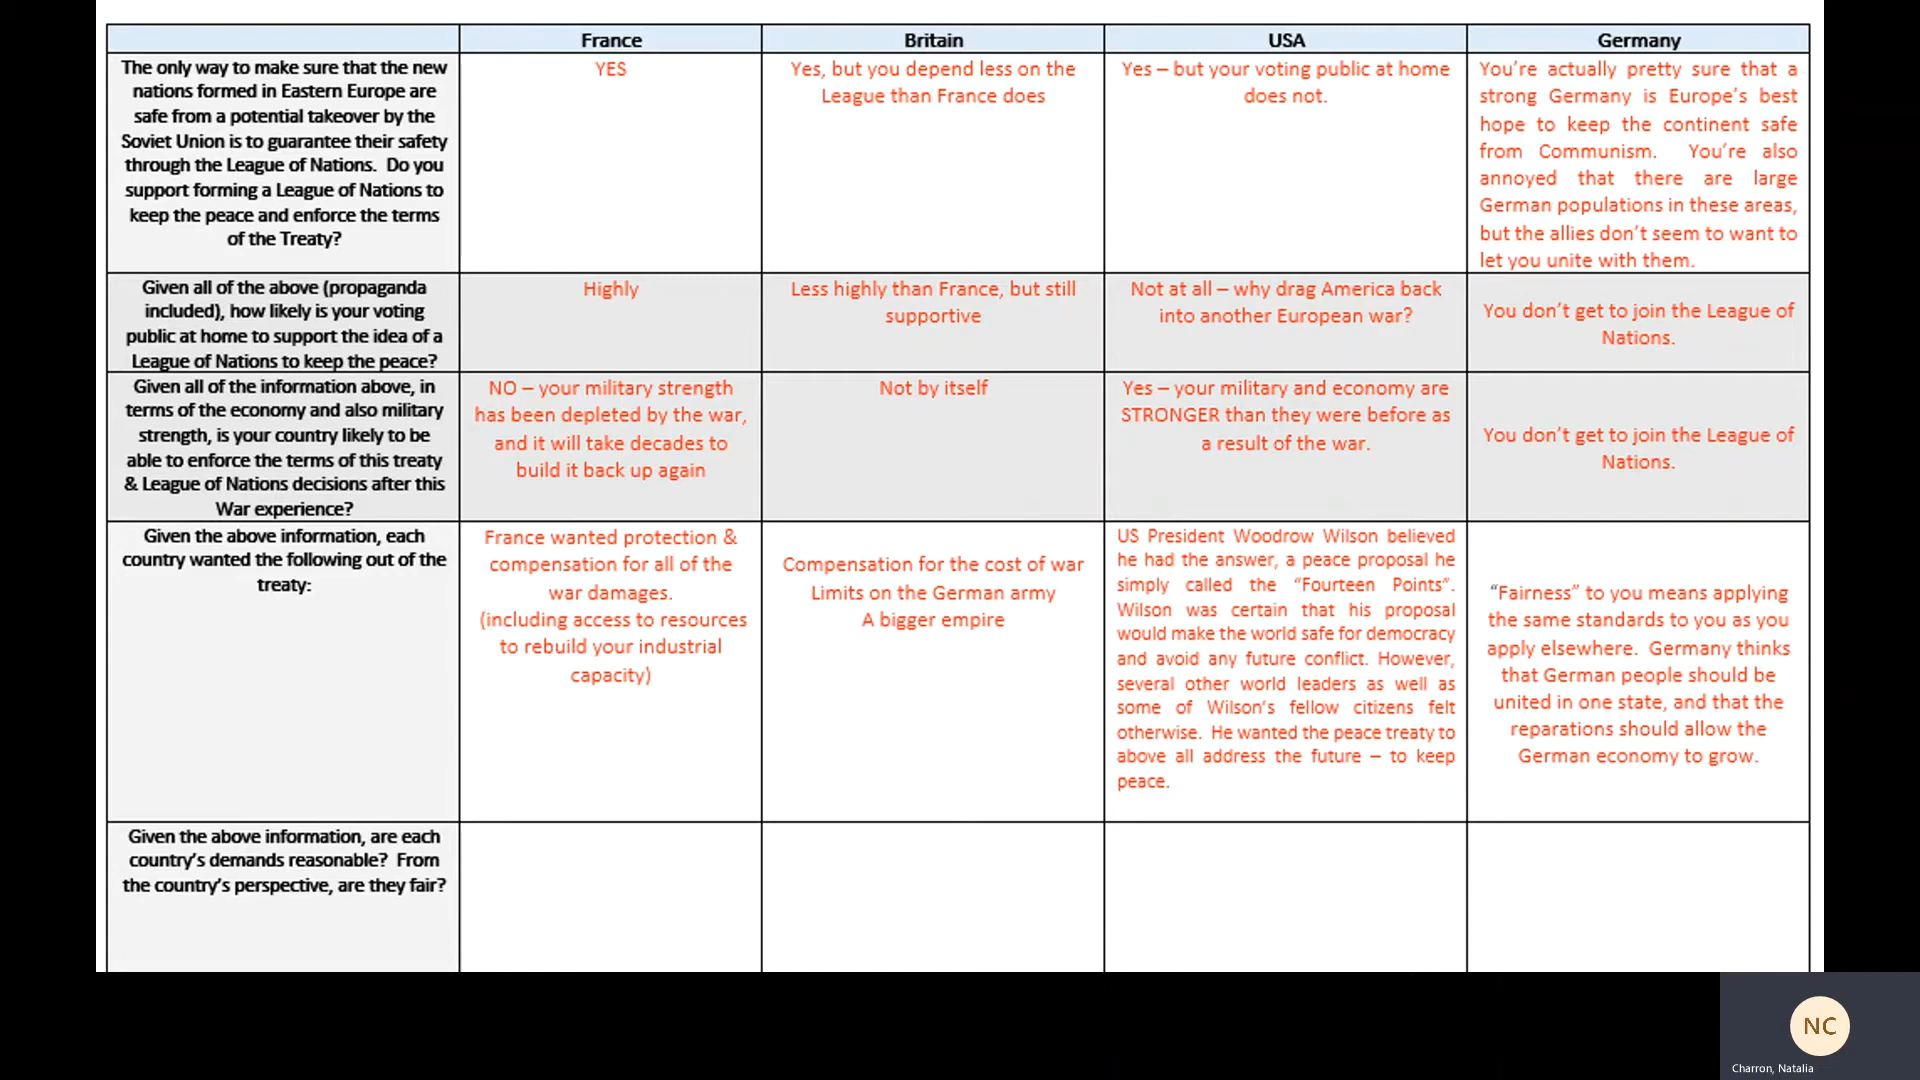 France
Britain
USA
Germany
The only way to make sure that the new
nations formed in Eastern Europe are
safe from a potential takeover by the
Soviet Union is to guarantee their safety
through the League of Nations.  Do you
support forming a League of Nations to
keep the peace and enforce the terms
of the Treaty?
YES
Yes, but you depend less on the
League than France does
Yes – but your voting public at home
does not.
You’re actually pretty sure that a
strong Germany is Europe’s best
hope to keep the continent safe
from Communism.  You’re also
annoyed that there are large
German populations in these areas,
but the allies don’t seem to want to
let you unite with them.
Given all of the above (propaganda
included), how likely is your voting
public at home to support the idea of a
League of Nations to keep the peace?
Highly
Less highly than France, but still
supportive
Not at all – why drag America back
into another European war?
You don’t get to join the League of
Nations.
Given all of the information above, in
terms of the economy and also military
strength, is your country likely to be
able to enforce the terms of this treaty
& League of Nations decisions after this
War experience?
NO – your military strength
has been depleted by the war,
and it will take decades to
build it back up again
Not by itself
Yes – your military and economy are
STRONGER than they were before as
a result of the war.
You don’t get to join the League of
Nations.
Given the above information, each
country wanted the following out of the
treaty:
France wanted protection &
compensation for all of the
war damages.
(including access to resources
to rebuild your industrial
capacity)
Compensation for the cost of war
Limits on the German army
A bigger empire
US President Woodrow Wilson believed
he had the answer, a peace proposal he
simply called the “Fourteen Points”.
Wilson was certain that his proposal
would make the world safe for democracy
and avoid any future conflict. However,
several other world leaders as well as
some of Wilson’s fellow citizens felt
otherwise.  He wanted the peace treaty to
above all address the future – to keep
peace.
“Fairness” to you means applying
the same standards to you as you
apply elsewhere.  Germany thinks
that German people should be
united in one state, and that the
reparations should allow the
German economy to grow.
Given the above information, are each
country’s demands reasonable?  From
the country’s perspective, are they fair?
NC
Charron, Natalia